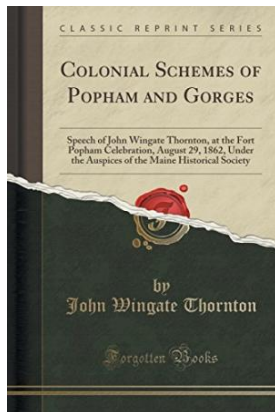 CLASSIC REPRINT SERIES
COLONIAL SCHEMES OF
POPHAM AND GORGES
Speech of John Wingate Thornton, at the Fort
Popham Celebration, August 29, 1862, Under
the Auspices of the Maine Historical Society
by
John Wingate Thornton
Forgotten Books